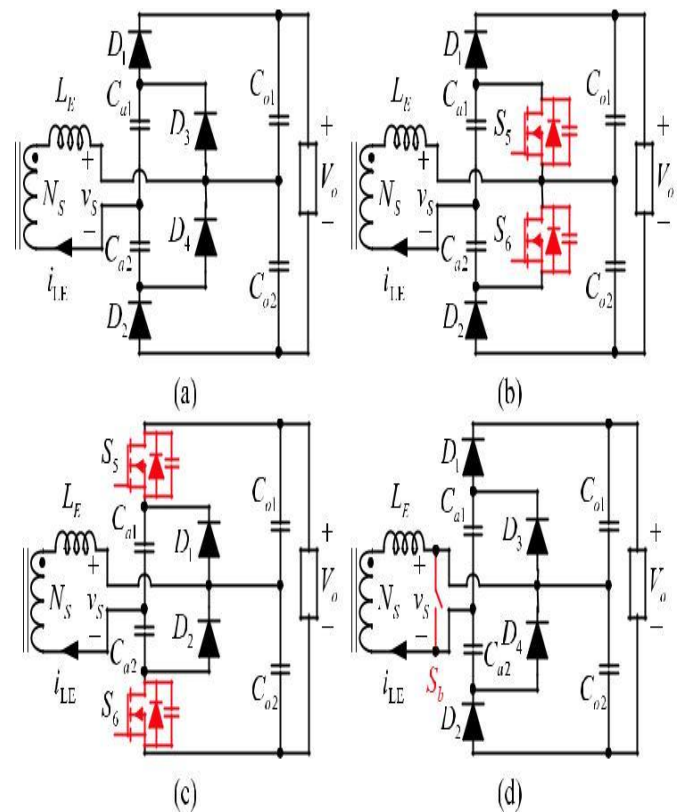 D1
LE
Ca1
D3
Co1
+
+
NS
vS
Vo
−
−
Ca2
D4
iLE
Co2
D2
(a)
D1
LE
Ca1
S5
Co1
+
+
NS
vS
Vo
−
−
Ca2
S6
iLE
Co2
D2
(b)
S5
LE
Ca1
D1
Co1
+
+
NS
vS
Vo
−
−
D2
Ca2
iLE
Co2
S6
(c)
D1
LE
Ca1
D3
Co1
+
+
NS
vS
Vo
−
−
D4
Ca2
iLE
Sb
Co2
D2
(d)